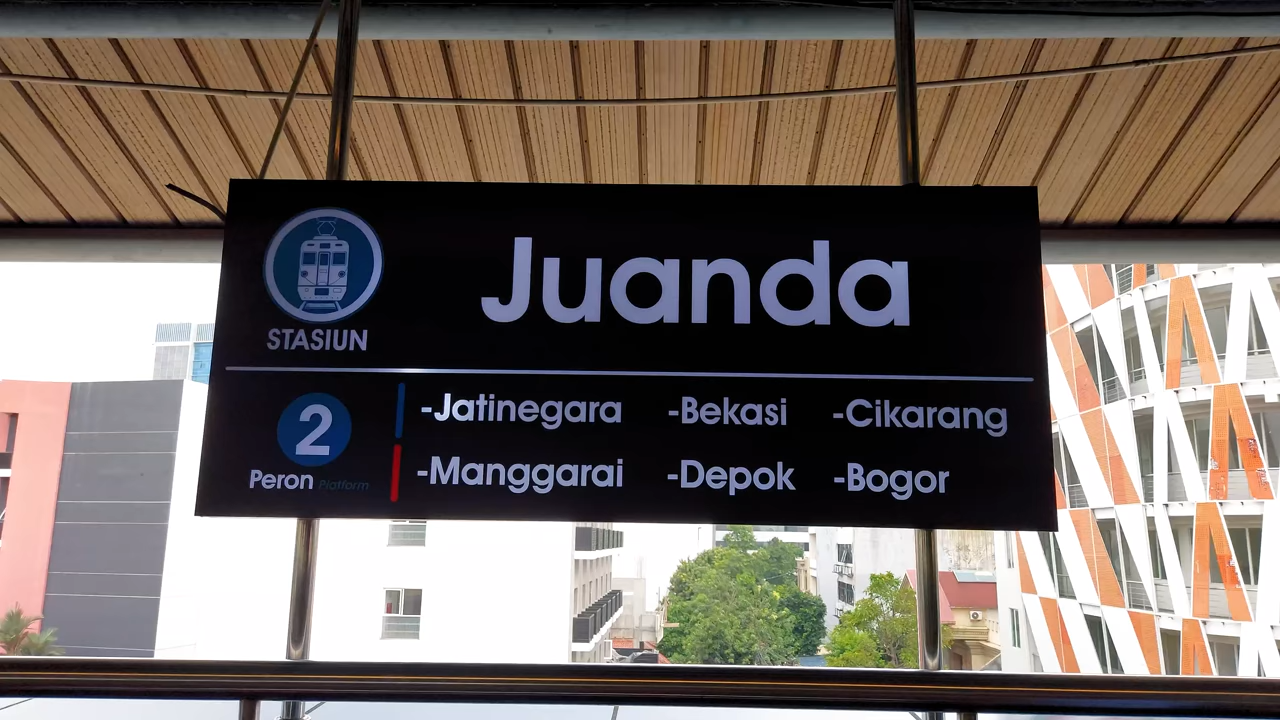 Juanda
STASIUN
2
Peron Platform
-Jatinegara -Bekasi -Cikarang
-Manggarai -Depok -Bogor